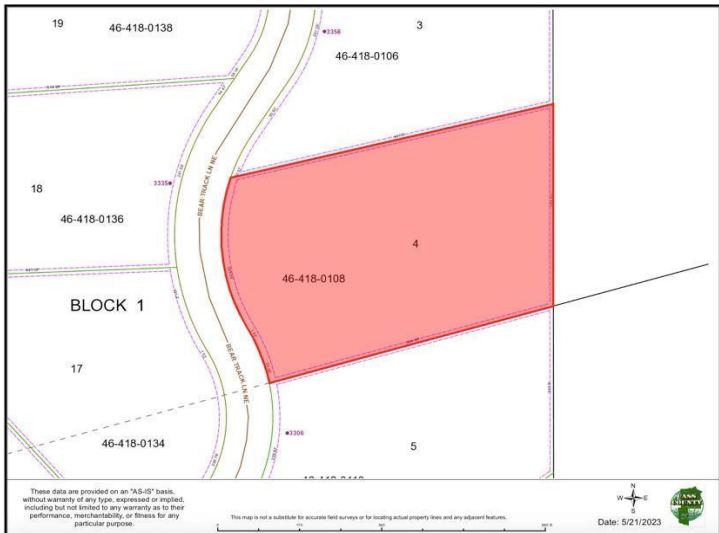 19
46-418-0138
3
3358
46-418-0106
BEAR TRACK LN NE
3335
18
46-418-0136
4
46-418-0108
BLOCK 1
17
BEAR TRACK LN NE
46-418-0134
3306
5
These data are provided on an "AS-IS" basis,
without warranty of any type, expressed or implied,
including but not limited to any warranty as to their
performance, merchantability, or fitness for any
particular purpose.
This map is not a substitute for accurate field surveys or for locating actual property lines and any adjacent features.
N
W E
S
Date: 5/21/2023
CASS
COUNTY